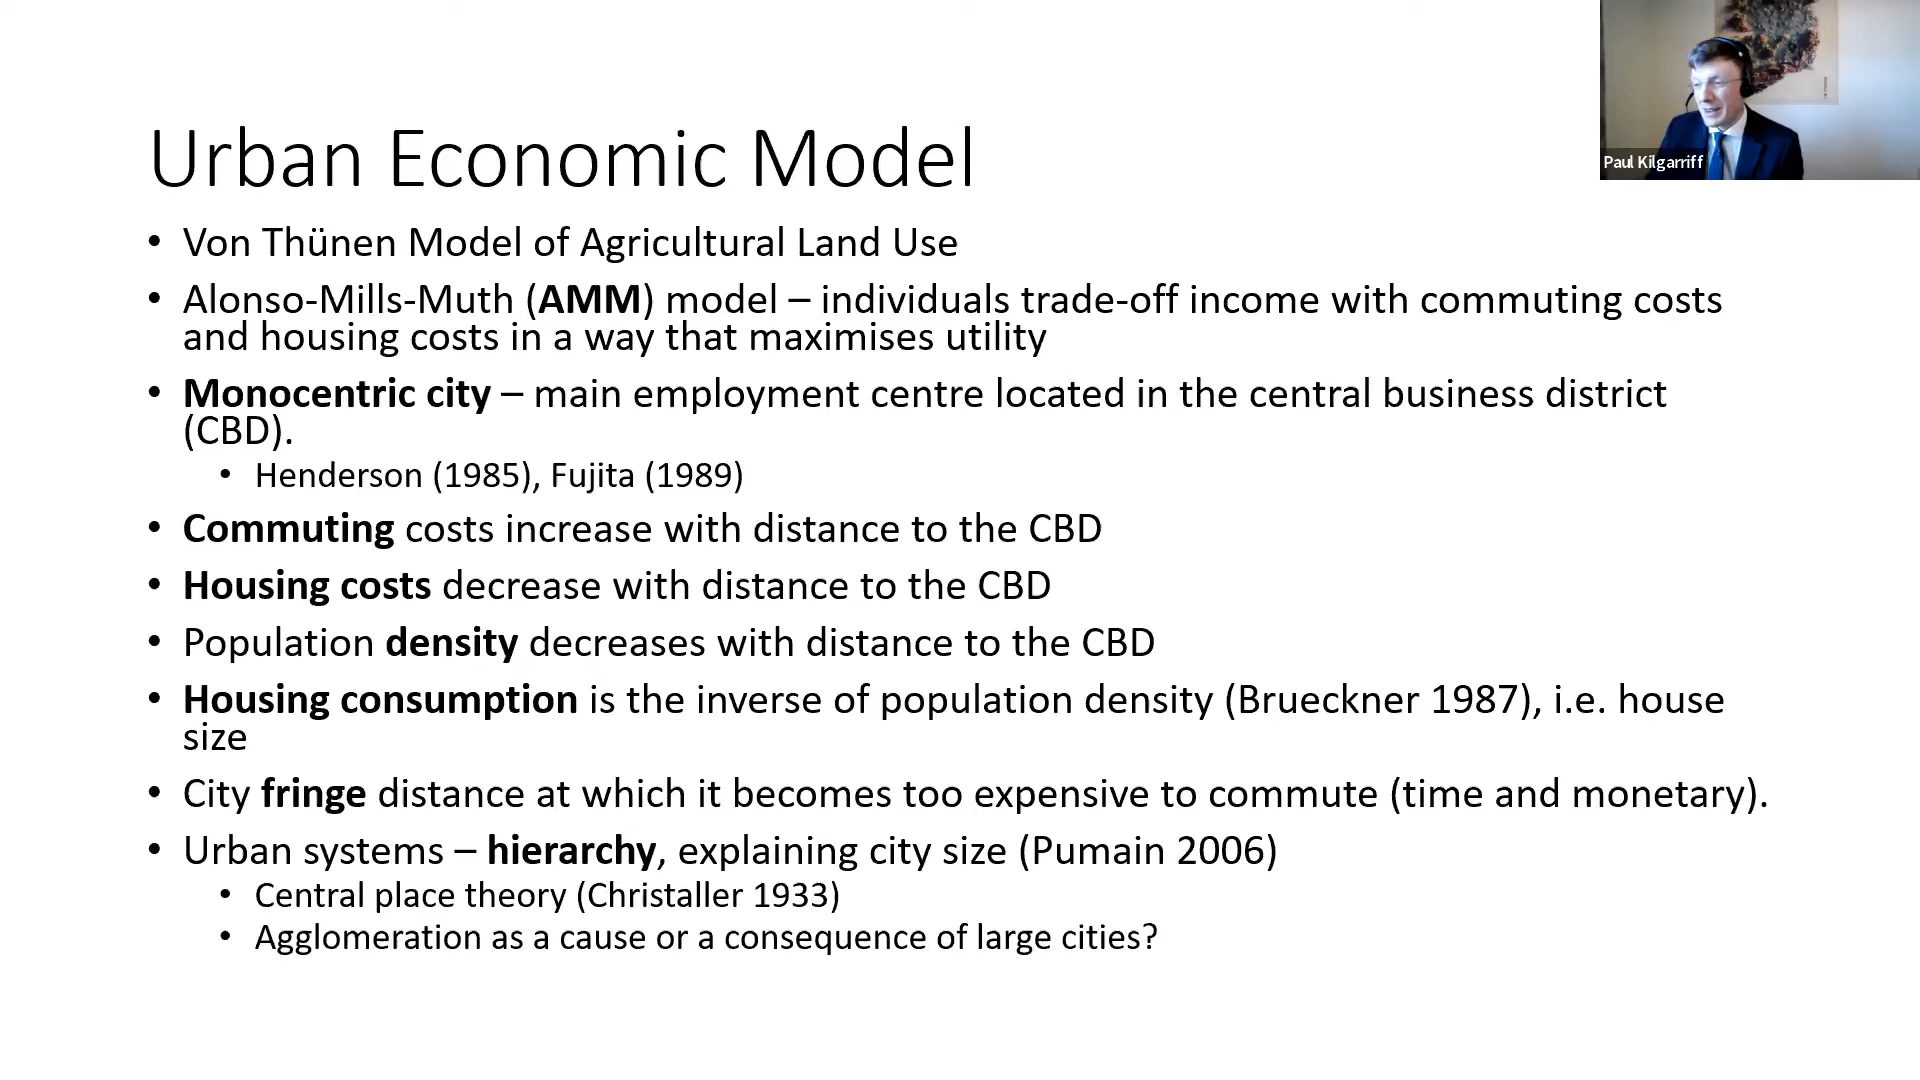 Urban Economic Model
Paul Kilgarriff
• Von Thünen Model of Agricultural Land Use
• Alonso-Mills-Muth (AMM) model – individuals trade-off income with commuting costs
and housing costs in a way that maximises utility
• Monocentric city – main employment centre located in the central business district
(CBD).
• Henderson (1985), Fujita (1989)
• Commuting costs increase with distance to the CBD
• Housing costs decrease with distance to the CBD
• Population density decreases with distance to the CBD
• Housing consumption is the inverse of population density (Brueckner 1987), i.e. house
size
• City fringe distance at which it becomes too expensive to commute (time and monetary).
• Urban systems – hierarchy, explaining city size (Pumain 2006)
• Central place theory (Christaller 1933)
• Agglomeration as a cause or a consequence of large cities?